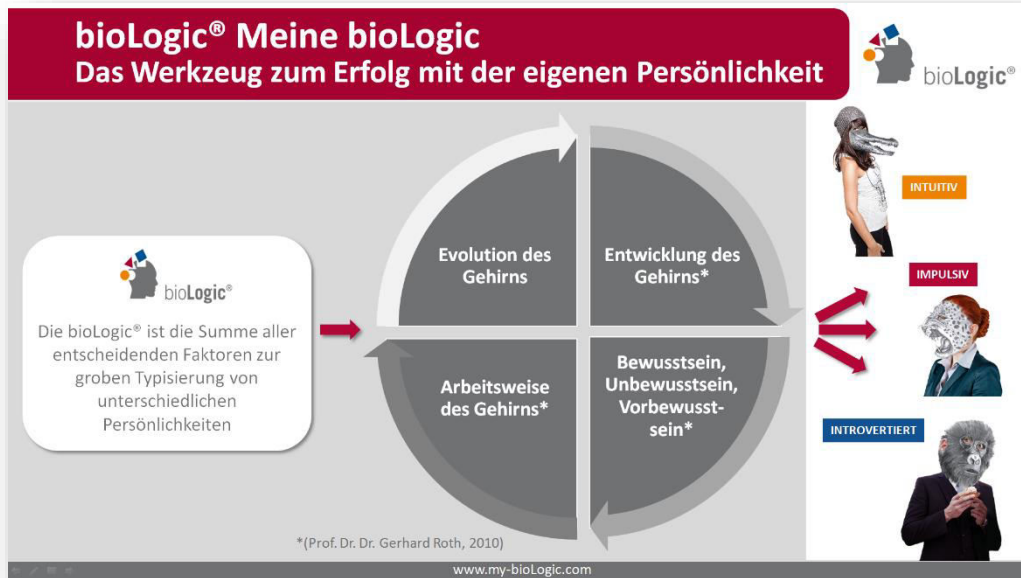 bioLogic® Meine bioLogic
Das Werkzeug zum Erfolg mit der eigenen Persönlichkeit
bioLogic®
INTUITIV
Evolution des
Gehirns
Entwicklung des
Gehirns*
bioLogic®
Die bioLogic® ist die Summe aller
entscheidenden Faktoren zur
groben Typisierung von
unterschiedlichen
Persönlichkeiten
IMPULSIV
Arbeitsweise
des Gehirns*
Bewusstsein,
Unbewusstsein,
Vorbewusst-
sein*
INTROVERTIERT
*(Prof. Dr. Dr. Gerhard Roth, 2010)
www.my-bioLogic.com